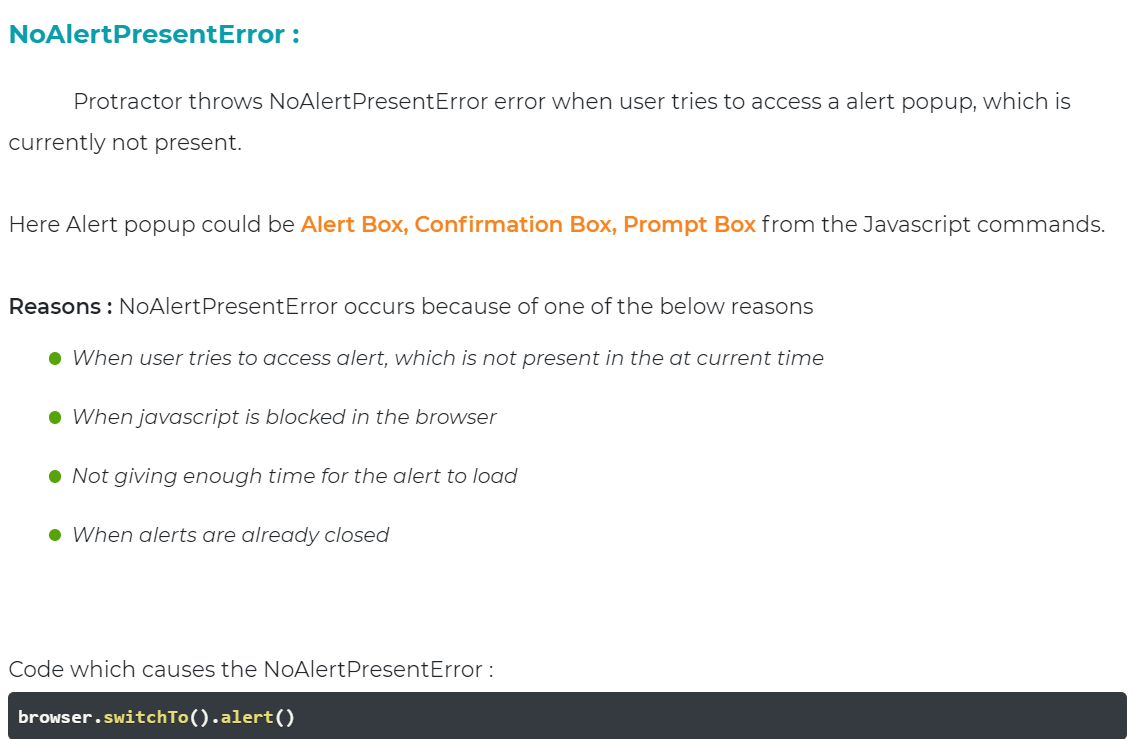 NoAlertPresentError :
Protractor throws NoAlertPresentError error when user tries to access a alert popup, which is
currently not present.
Here Alert popup could be Alert Box, Confirmation Box, Prompt Box from the Javascript commands.
Reasons : NoAlertPresentError occurs because of one of the below reasons
When user tries to access alert, which is not present in the at current time
When javascript is blocked in the browser
Not giving enough time for the alert to load
When alerts are already closed
Code which causes the NoAlertPresentError :
browser.switchTo().alert()